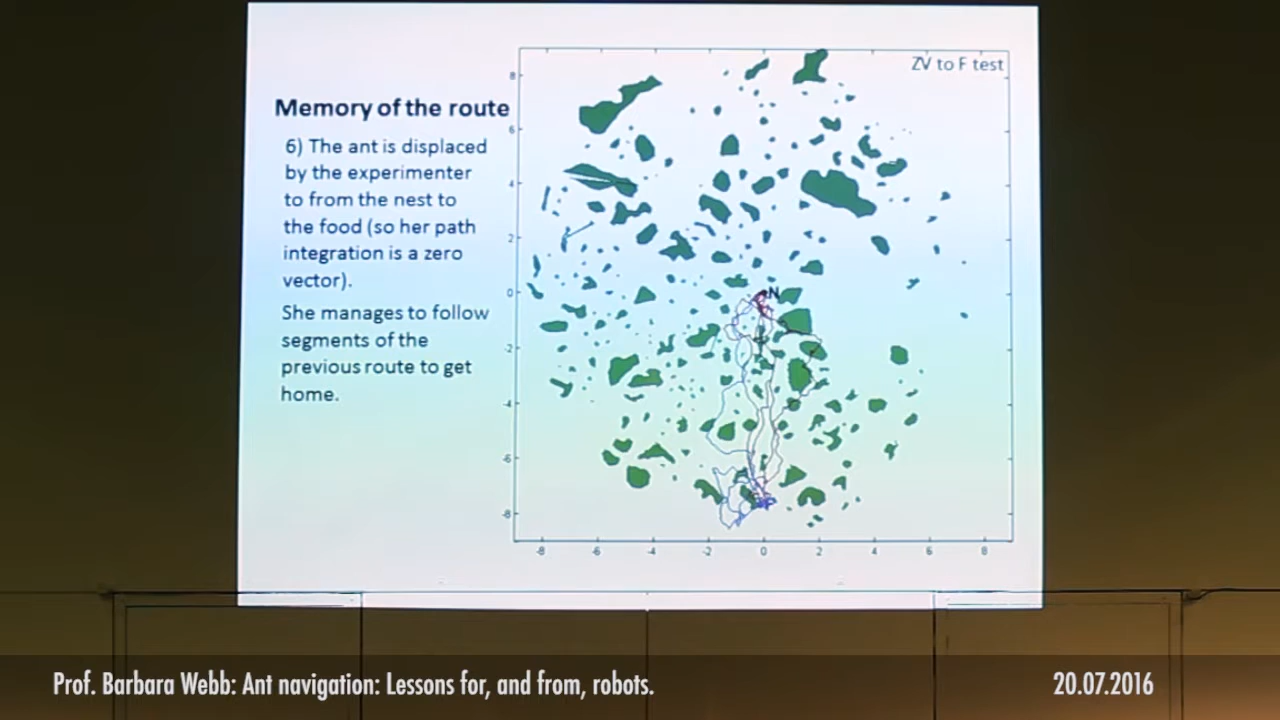 ZV to F test
Memory of the route
6) The ant is displaced
by the experimenter
to from the nest to
the food (so her path
integration is a zero
vector).
She manages to follow
segments of the
previous route to get
home.
8
6
4
2
0
-2
-4
-6
-8
N
-8 -6 -4 -2 0 2 4 6 8
Prof. Barbara Webb: Ant navigation: Lessons for, and from, robots.
20.07.2016